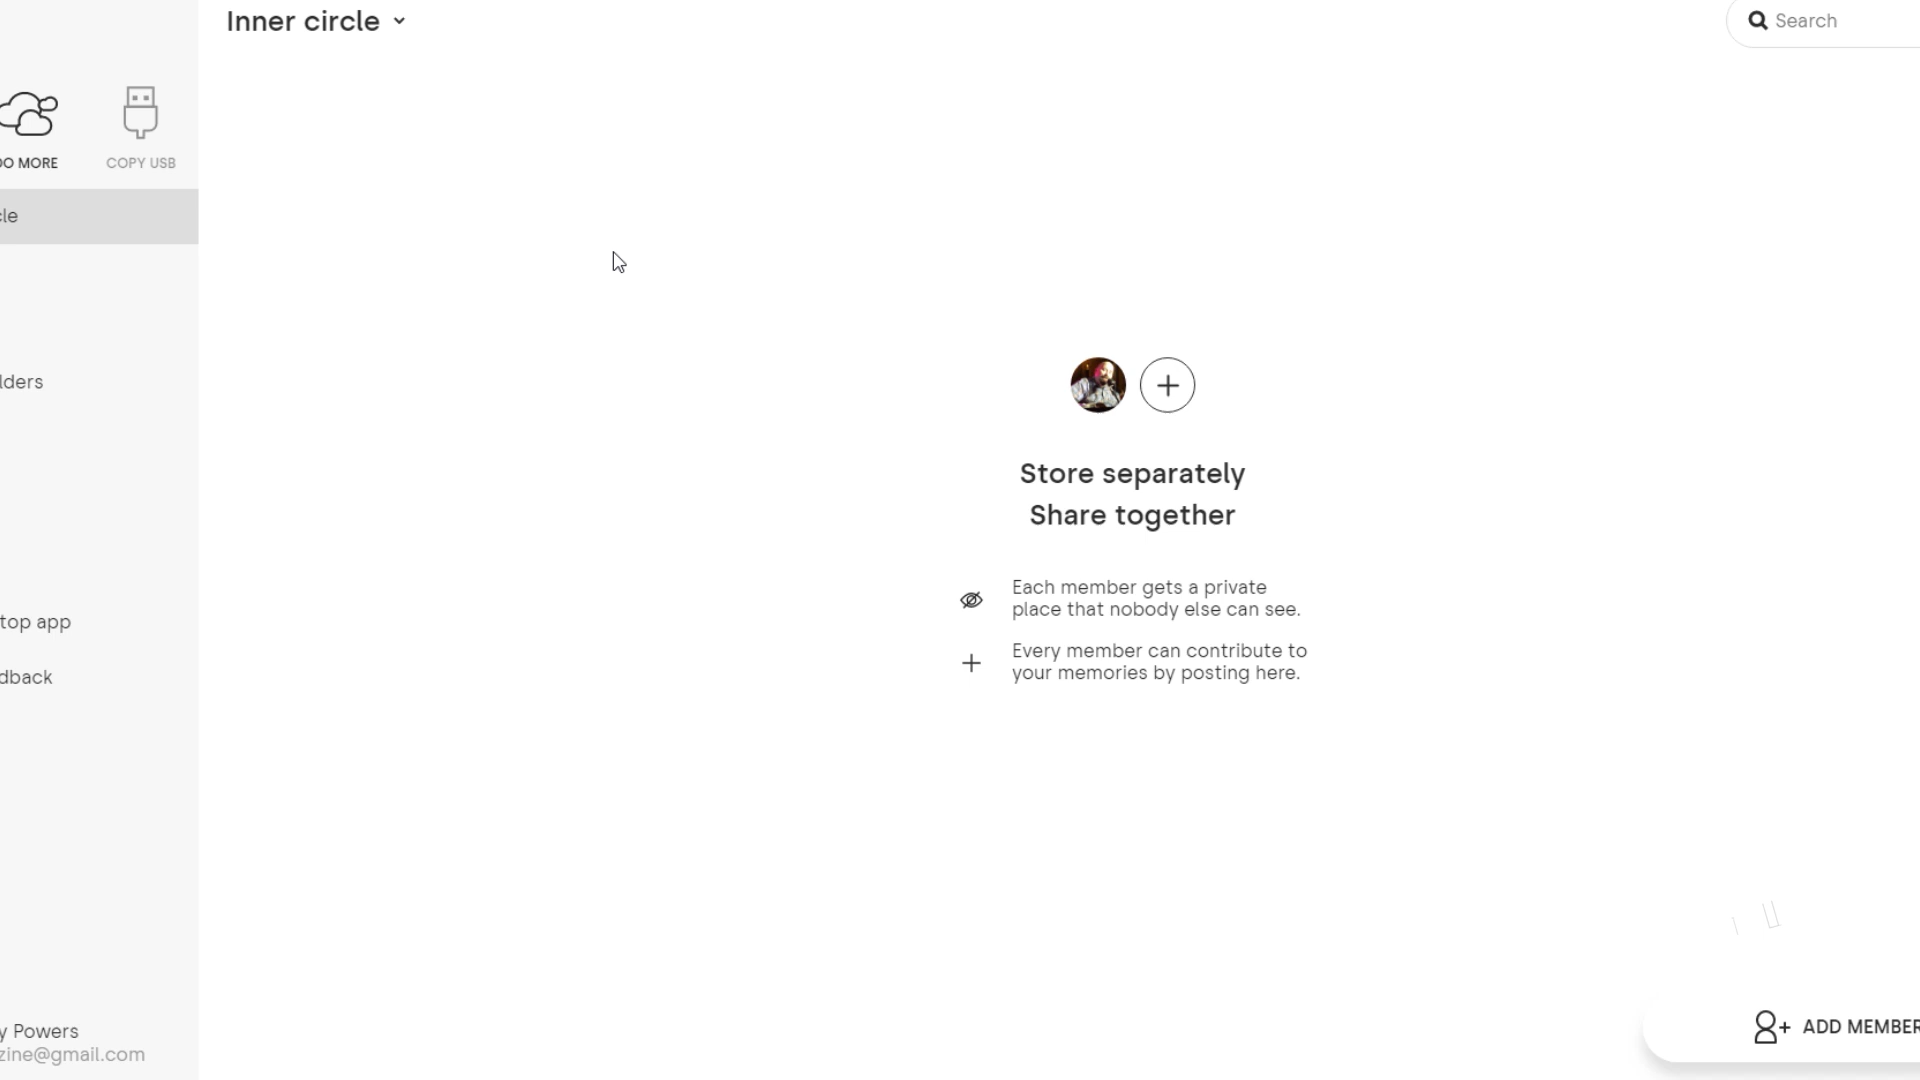 Inner circle
Search
DO MORE
COPY USB
cle
lders
Store separately
Share together
Each member gets a private
place that nobody else can see.
Every member can contribute to
your memories by posting here.
top app
dback
y Powers
zine@gmail.com
ADD MEMBER